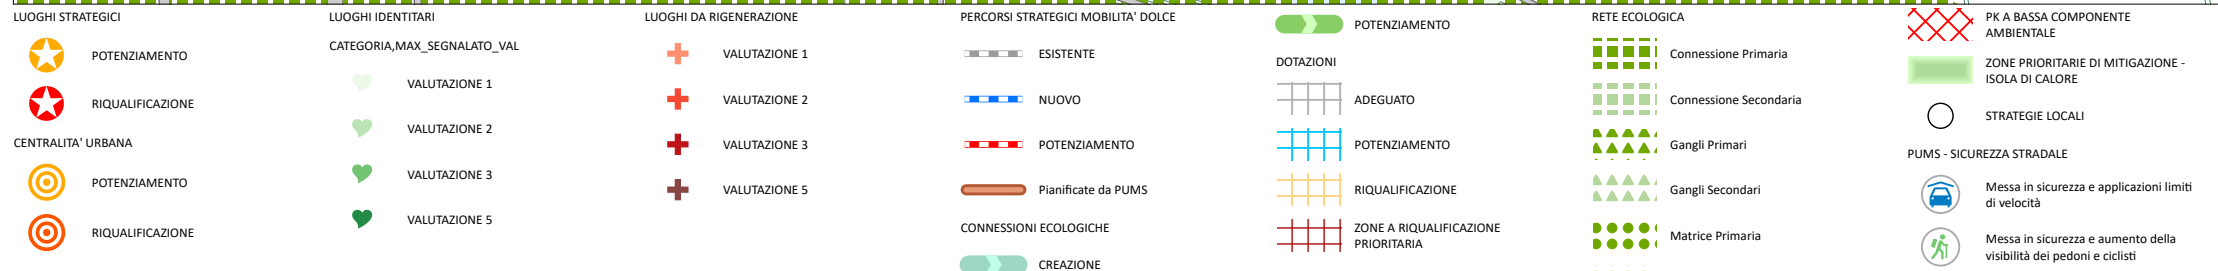 LUOGHI STRATEGICI
POTENZIAMENTO
RIQUALIFICAZIONE
CENTRALITA' URBANA
POTENZIAMENTO
RIQUALIFICAZIONE
LUOGHI IDENTITARI
CATEGORIA,MAX_SEGNALATO_VAL
VALUTAZIONE 1
VALUTAZIONE 2
VALUTAZIONE 3
VALUTAZIONE 5
LUOGHI DA RIGENERAZIONE
VALUTAZIONE 1
VALUTAZIONE 2
VALUTAZIONE 3
VALUTAZIONE 5
PERCORSI STRATEGICI MOBILITA' DOLCE
ESISTENTE
NUOVO
POTENZIAMENTO
Pianificate da PUMS
CONNESSIONI ECOLOGICHE
CREAZIONE
POTENZIAMENTO
DOTAZIONI
ADEGUATO
POTENZIAMENTO
RIQUALIFICAZIONE
ZONE A RIQUALIFICAZIONE
PRIORITARIA
RETE ECOLOGICA
Connessione Primaria
Connessione Secondaria
Gangli Primari
Gangli Secondari
Matrice Primaria
PK A BASSA COMPONENTE
AMBIENTALE
ZONE PRIORITARIE DI MITIGAZIONE -
ISOLA DI CALORE
STRATEGIE LOCALI
PUMS - SICUREZZA STRADALE
Messa in sicurezza e applicazioni limiti
di velocità
Messa in sicurezza e aumento della
visibilità dei pedoni e ciclisti